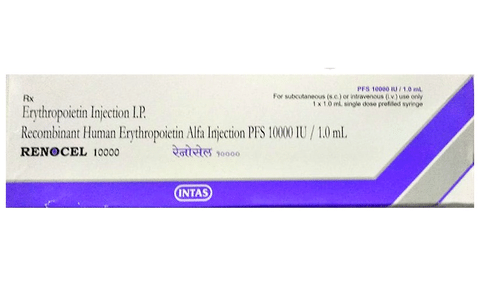 PFS 10000 IU / 1.0 mL
For subcutaneous (s.c.) or intravenous (i.v.) use only
1 x 1.0 mL single dose prefilled syringe
Rx
Erythropoietin Injection I.P.
Recombinant Human Erythropoietin Alfa Injection PFS 10000 IU / 1.0 mL
RENOCEL 10000 रेनोसेल १००००
INTAS